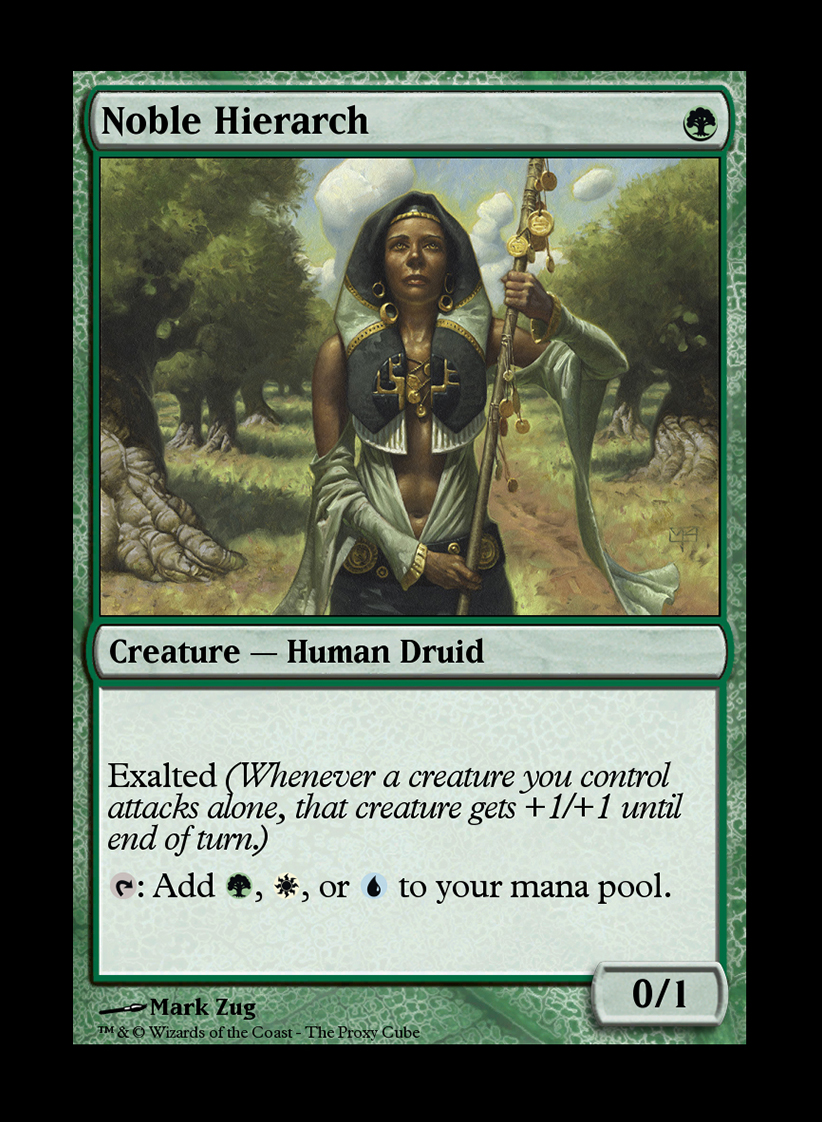 Noble Hierarch
Creature — Human Druid
Exalted (Whenever a creature you control
attacks alone, that creature gets +1/+1 until
end of turn.)
: Add , , or to your mana pool.
0/1
Mark Zug
™ & © Wizards of the Coast - The Proxy Cube